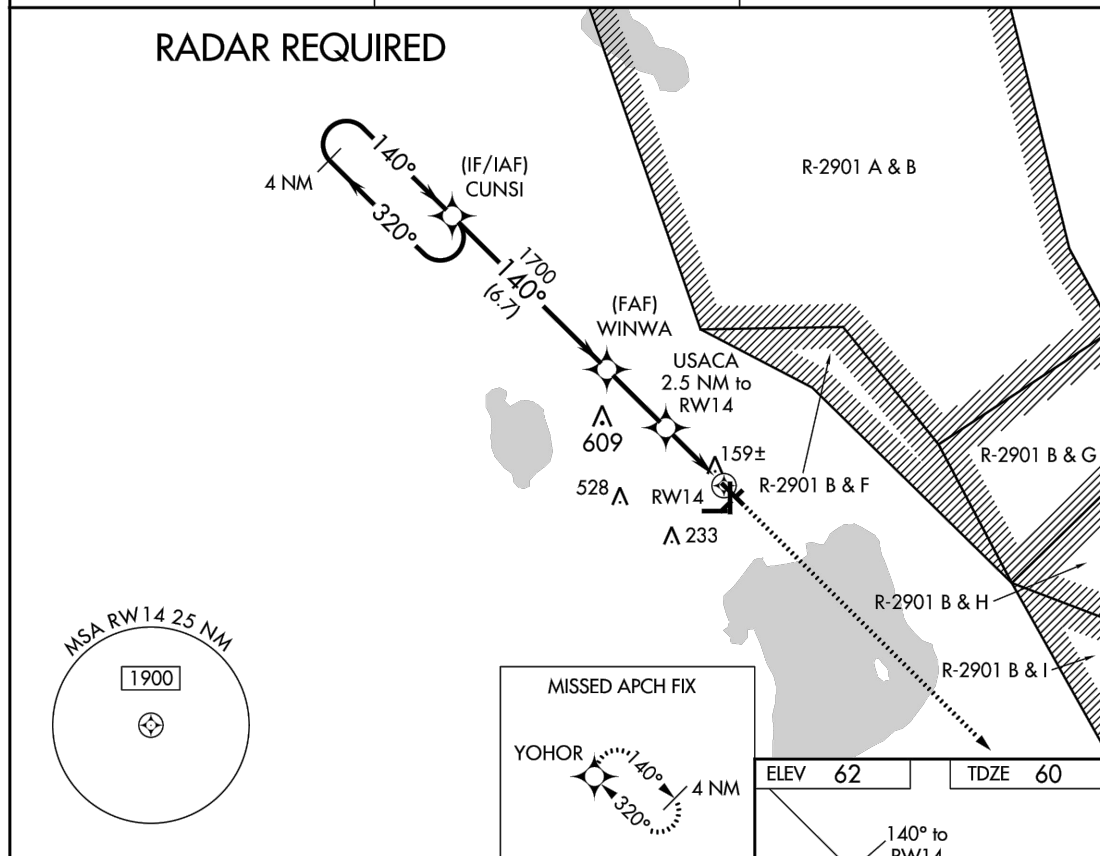 RADAR REQUIRED
4 NM
140°
320°
(IF/IAF)
CUNSI
1700
140°
(6.7)
(FAF)
WINWA
USACA
2.5 NM to
RW14
609
159±
528
RW14
233
R-2901 A & B
R-2901 B & G
R-2901 B & F
R-2901 B & H
R-2901 B & I
MSA RW14 25 NM
1900
MISSED APCH FIX
YOHOR
140°
320°
4 NM
ELEV 62
TDZE 60
140° to
RW14